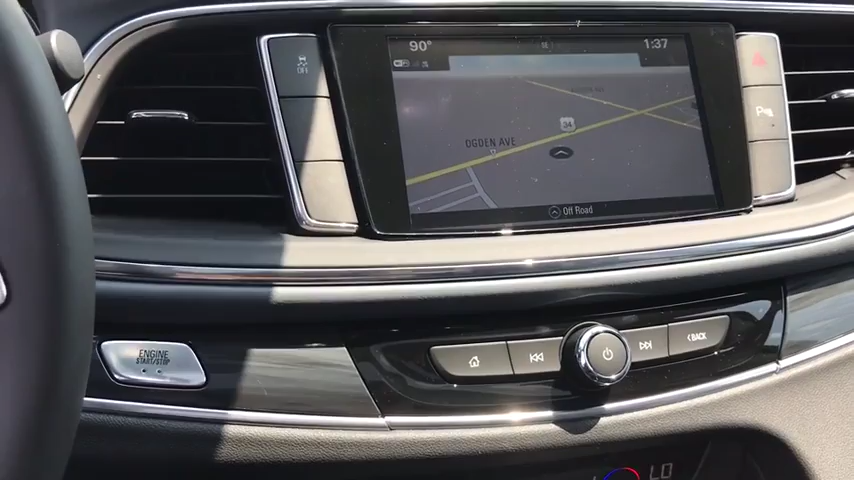 90° 1:37
OFF
OGDEN AVE
34
Off Road
ENGINE
START/STOP
BACK
LO